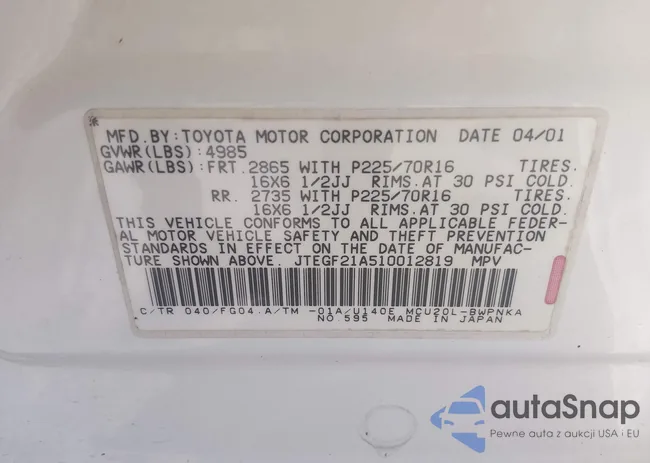 MFD.BY:TOYOTA MOTOR CORPORATION DATE 04/01
GVWR(LBS):4985
GAWR(LBS):FRT.2865 WITH P225/70R16 TIRES.
16X6 1/2JJ RIMS.AT 30 PSI COLD.
RR. 2735 WITH P225/70R16 TIRES.
16X6 1/2JJ RIMS.AT 30 PSI COLD.
THIS VEHICLE CONFORMS TO ALL APPLICABLE FEDER-
AL MOTOR VEHICLE SAFETY AND THEFT PREVENTION
STANDARDS IN EFFECT ON THE DATE OF MANUFAC-
TURE SHOWN ABOVE. JTEGF21A510012819 MPV
C/TR 040/FG04.A/TM -01A/U140E MCU20L-BWPNKA
NO.595 MADE IN JAPAN
autaSnap
Pewne auta z aukcji USA i EU